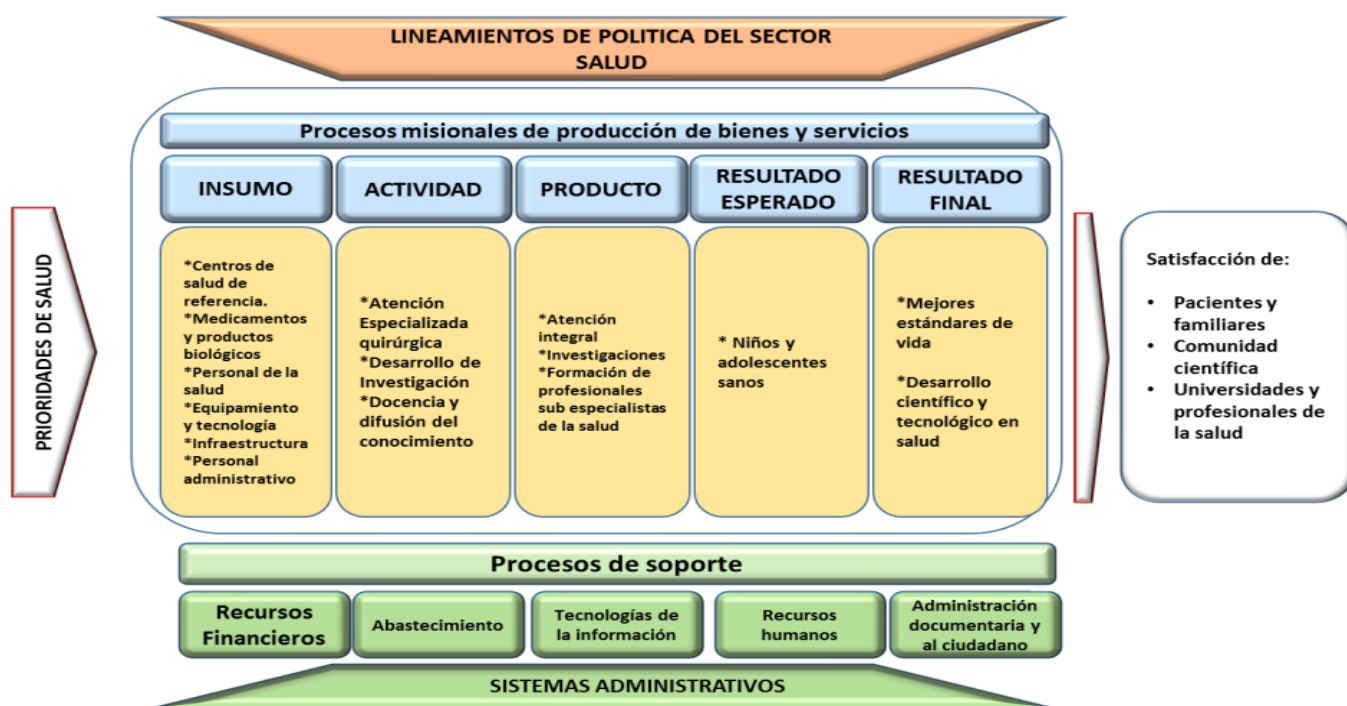 LINEAMIENTOS DE POLITICA DEL SECTOR
SALUD
PRIORIDADES DE SALUD
Procesos misionales de producción de bienes y servicios
INSUMO
*Centros de
salud de
referencia.
*Medicamentos
y productos
biológicos
*Personal de la
salud
*Equipamiento
y tecnología
*Infraestructura
*Personal
administrativo
ACTIVIDAD
*Atención
Especializada
quirúrgica
*Desarrollo de
Investigación
*Docencia y
difusión del
conocimiento
PRODUCTO
*Atención
integral
*Investigaciones
*Formación de
profesionales
sub especialistas
de la salud
RESULTADO
ESPERADO
* Niños y
adolescentes
sanos
RESULTADO
FINAL
*Mejores
estándares de
vida
*Desarrollo
científico y
tecnológico en
salud
Satisfacción de:
• Pacientes y
familiares
• Comunidad
científica
• Universidades y
profesionales de
la salud
Procesos de soporte
Recursos
Financieros
Abastecimiento
Tecnologías de
la información
Recursos
humanos
Administración
documentaria y
al ciudadano
SISTEMAS ADMINISTRATIVOS